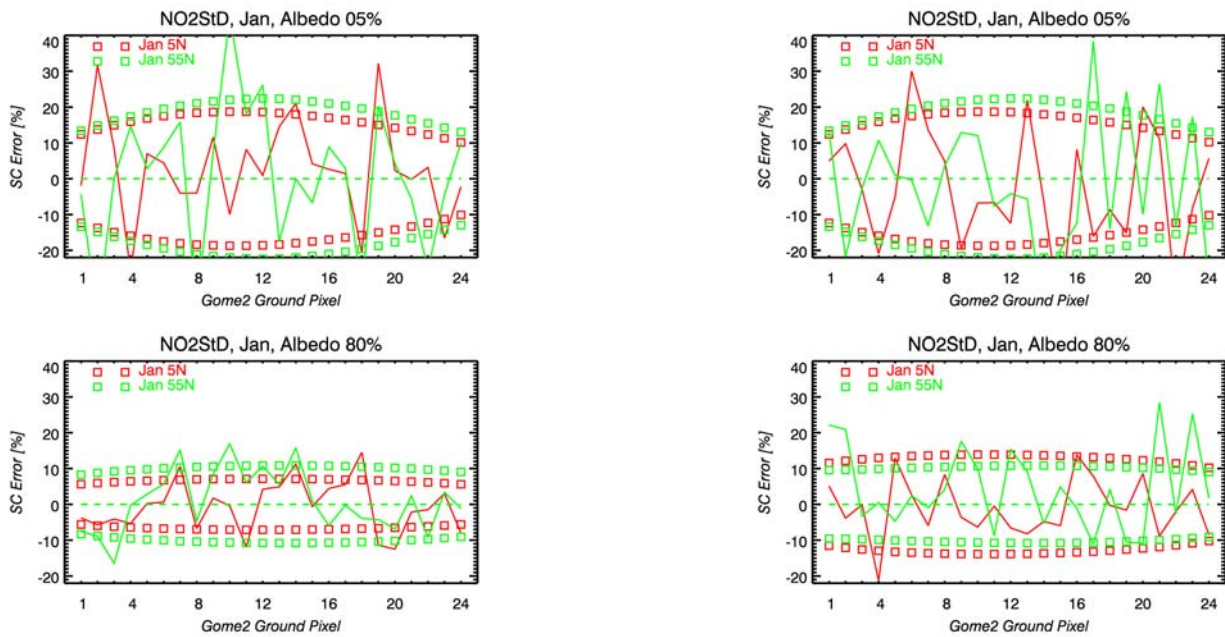 NO2StD, Jan, Albedo 05%
SC Error [%]
40
30
20
10
0
-10
-20
Jan 5N
Jan 55N
1 4 8 12 16 20 24
Gome2 Ground Pixel
NO2StD, Jan, Albedo 05%
SC Error [%]
40
30
20
10
0
-10
-20
Jan 5N
Jan 55N
1 4 8 12 16 20 24
Gome2 Ground Pixel
NO2StD, Jan, Albedo 80%
SC Error [%]
40
30
20
10
0
-10
-20
Jan 5N
Jan 55N
1 4 8 12 16 20 24
Gome2 Ground Pixel
NO2StD, Jan, Albedo 80%
SC Error [%]
40
30
20
10
0
-10
-20
Jan 5N
Jan 55N
1 4 8 12 16 20 24
Gome2 Ground Pixel